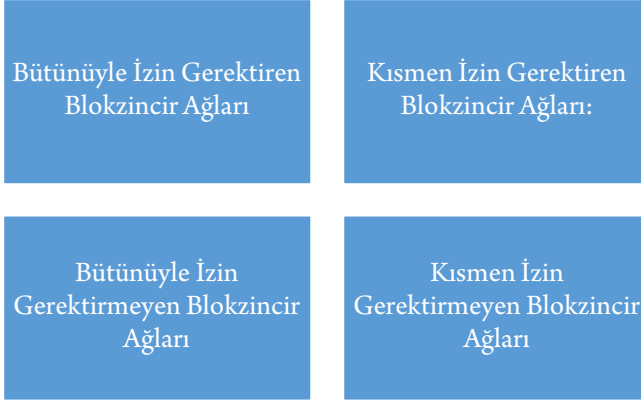 Bütünüyle İzin Gerektiren
Blokzincir Ağları
Kısmen İzin Gerektiren
Blokzincir Ağları:
Bütünüyle İzin
Gerektirmeyen Blokzincir
Ağları
Kısmen İzin
Gerektirmeyen Blokzincir
Ağları